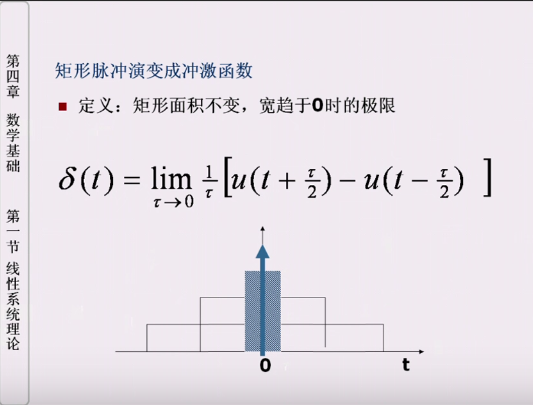 第四章 数学基础 第一节 线性系统理论
矩形脉冲演变成冲激函数
定义：矩形面积不变，宽趋于0时的极限
δ(t) = lim τ→0 1/τ [u(t + τ/2) − u(t − τ/2) ]
0 t